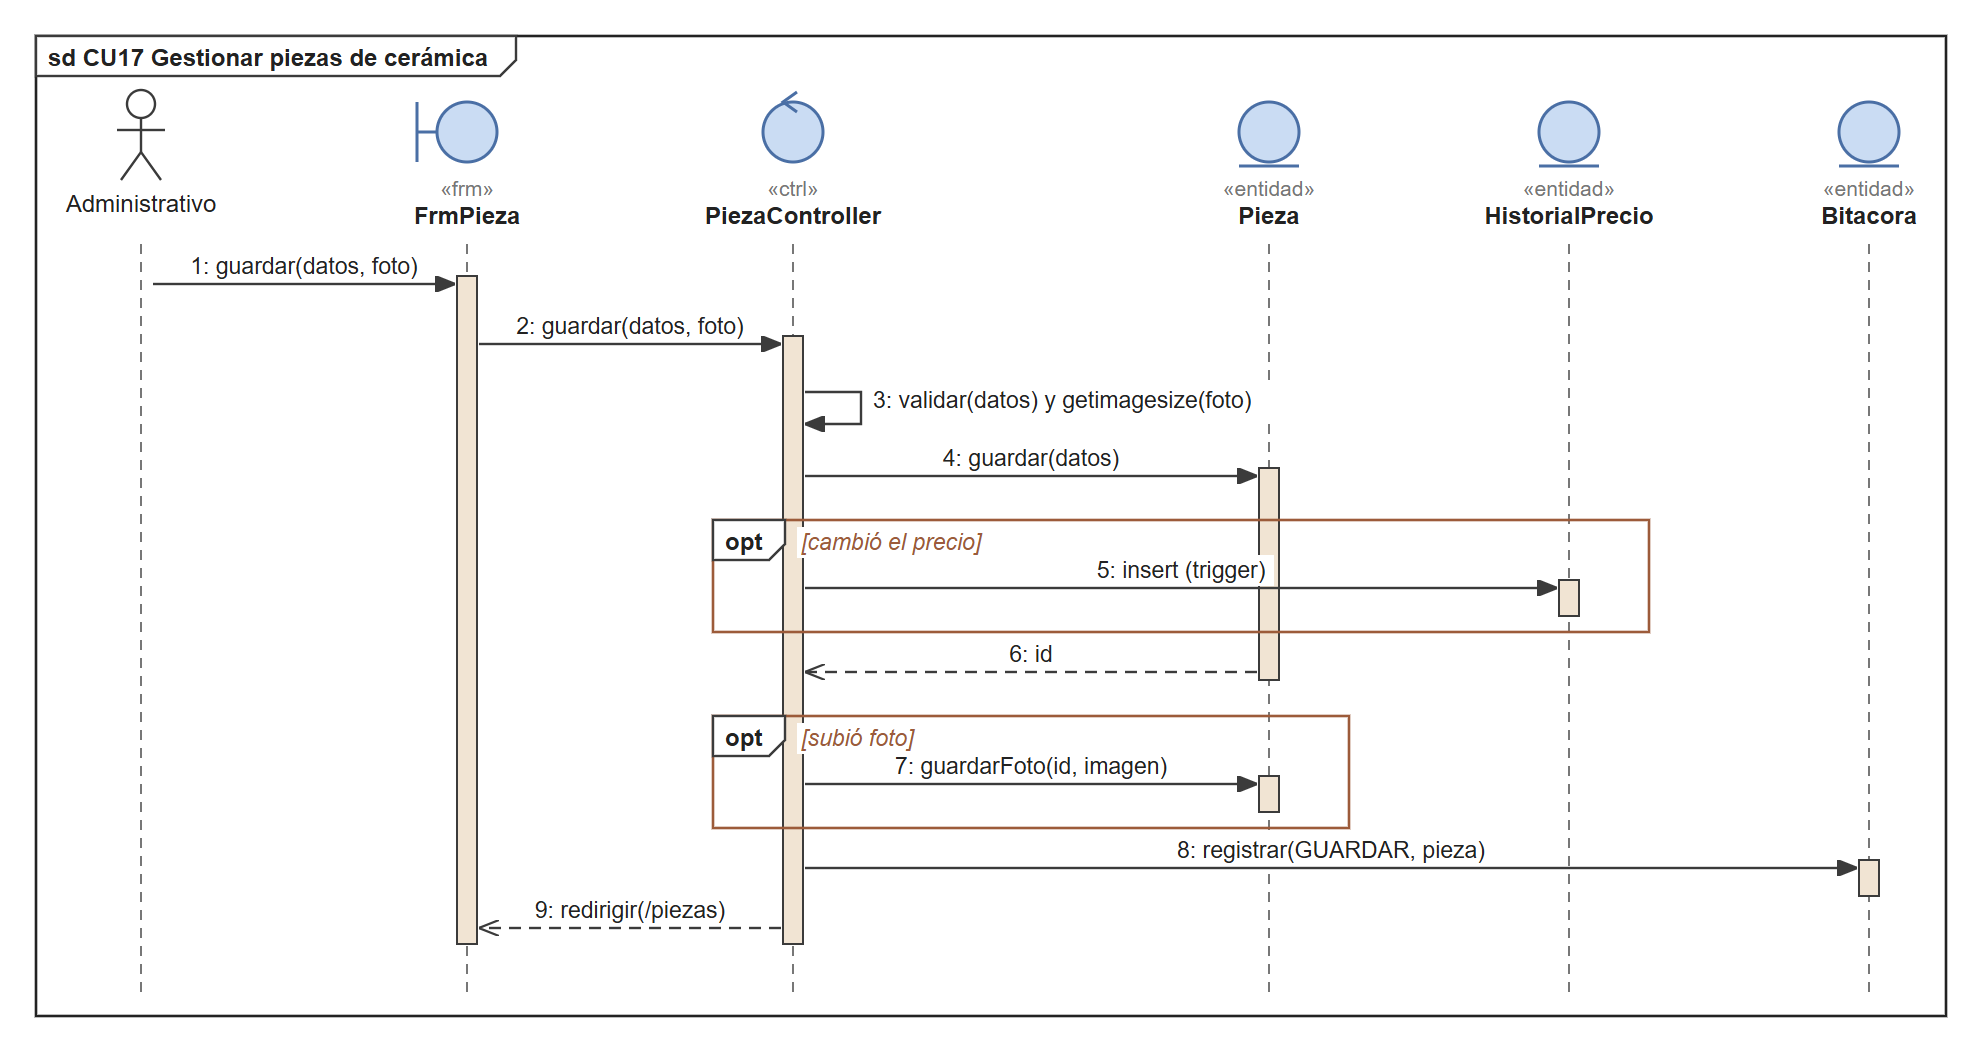 sd CU17 Gestionar piezas de cerámica
Administrativo
«frm»
FrmPieza
«ctrl»
PiezaController
«entidad»
Pieza
«entidad»
HistorialPrecio
«entidad»
Bitacora
1: guardar(datos, foto)
2: guardar(datos, foto)
3: validar(datos) y getimagesize(foto)
4: guardar(datos)
opt [cambió el precio]
5: insert (trigger)
6: id
opt [subió foto]
7: guardarFoto(id, imagen)
8: registrar(GUARDAR, pieza)
9: redirigir(/piezas)